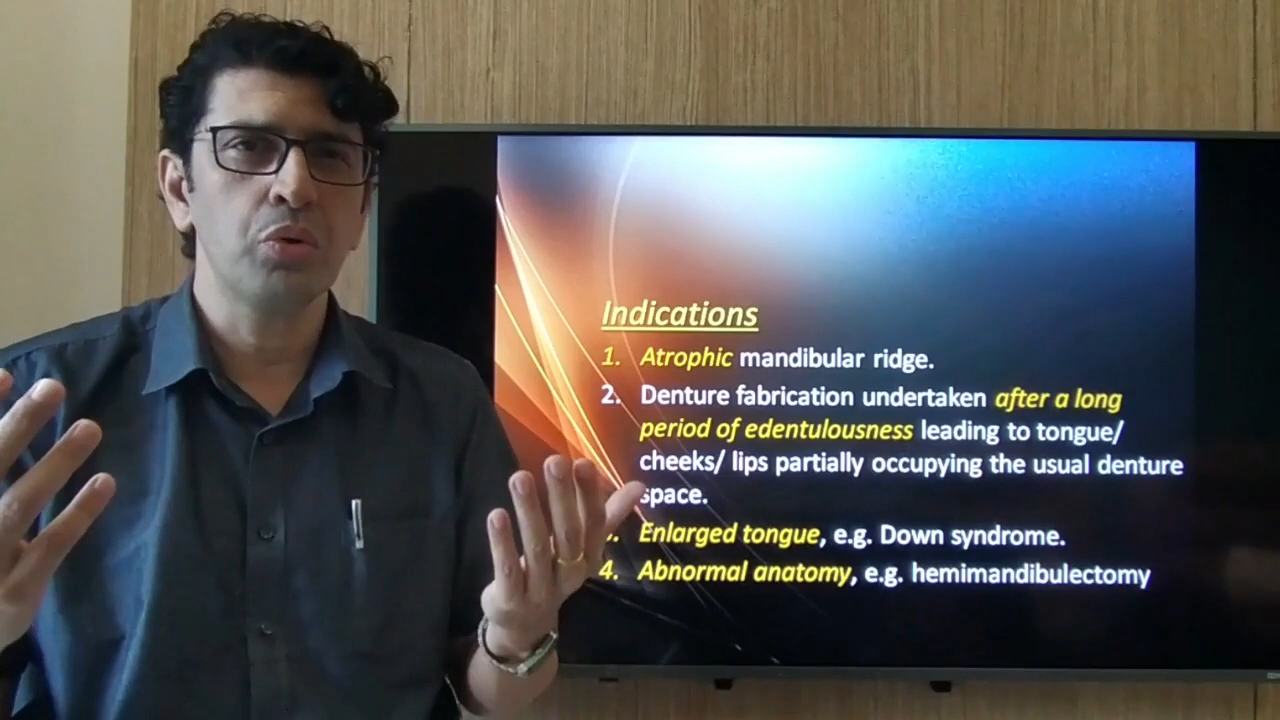 Indications
1. Atrophic mandibular ridge.
2. Denture fabrication undertaken after a long
period of edentulousness leading to tongue/
cheeks/ lips partially occupying the usual denture
space.
Enlarged tongue, e.g. Down syndrome.
4. Abnormal anatomy, e.g. hemimandibulectomy